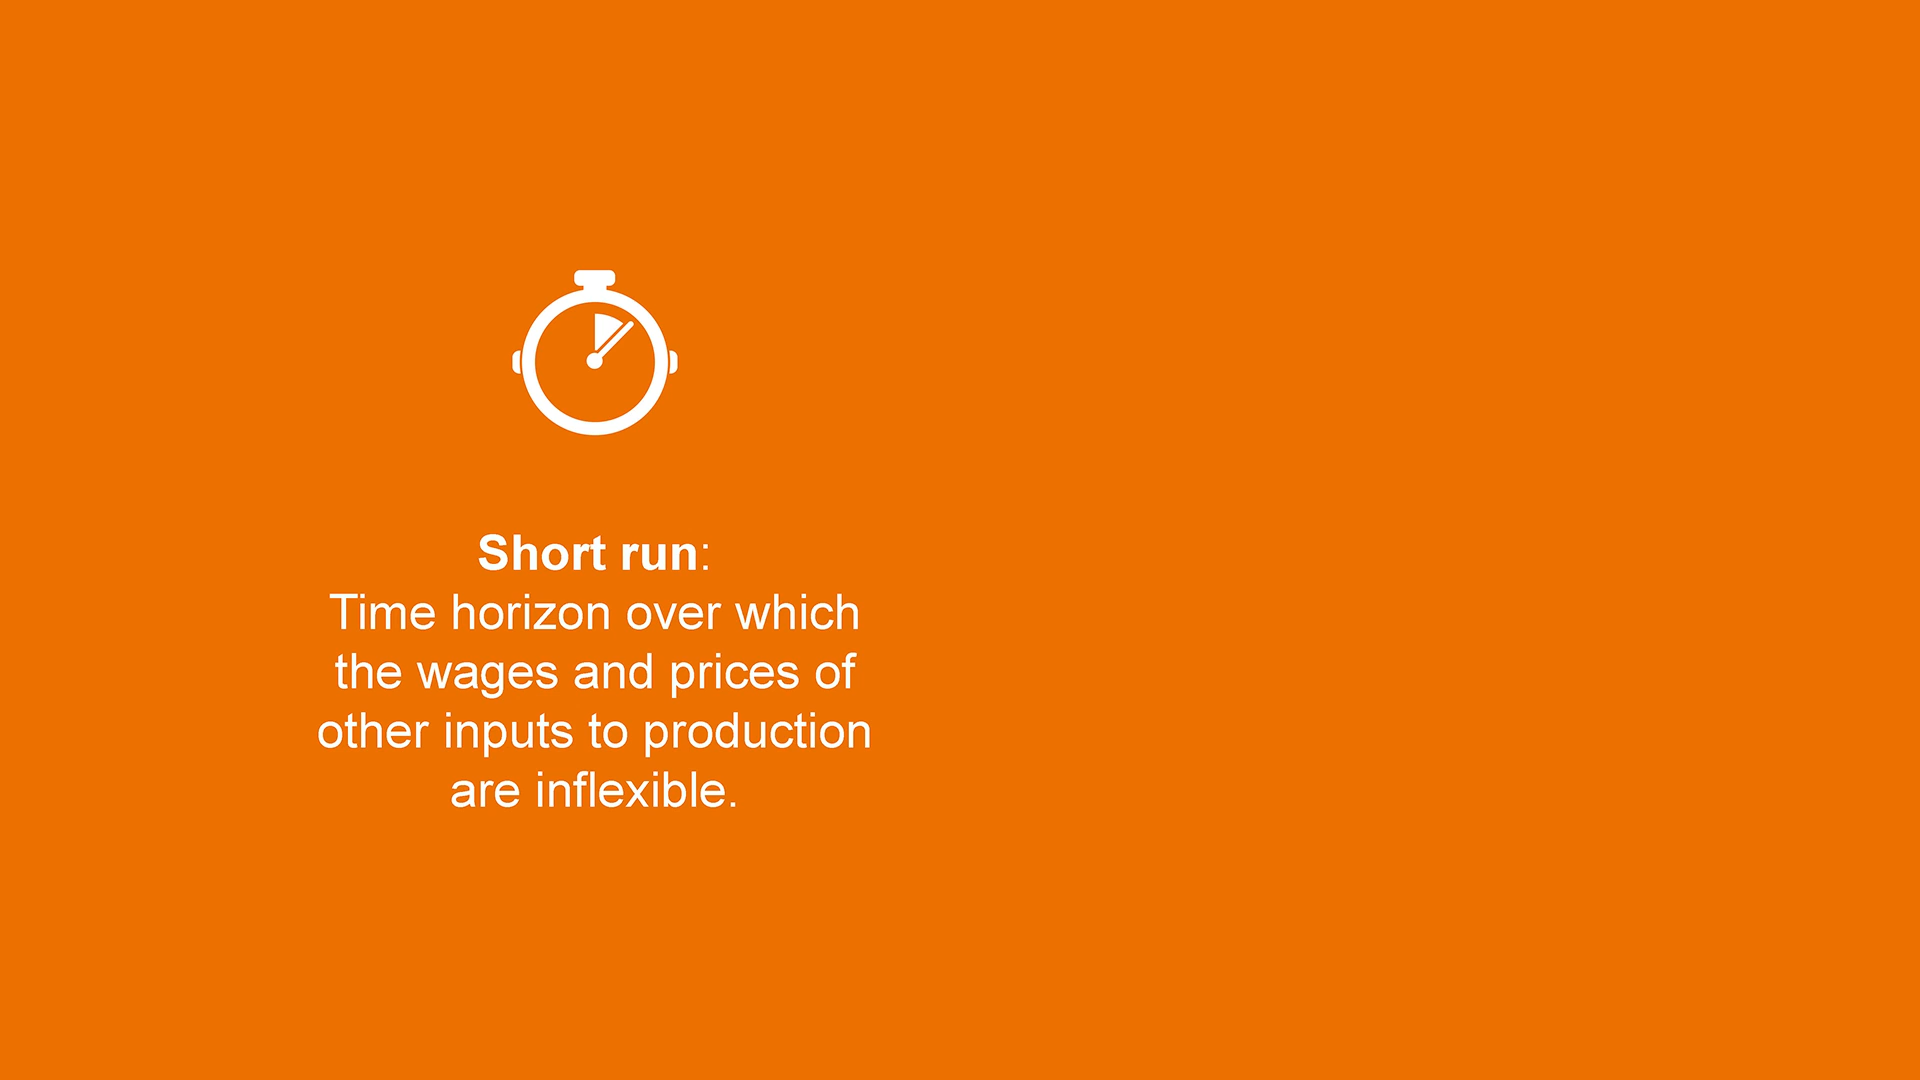 Short run:
Time horizon over which
the wages and prices of
other inputs to production
are inflexible.